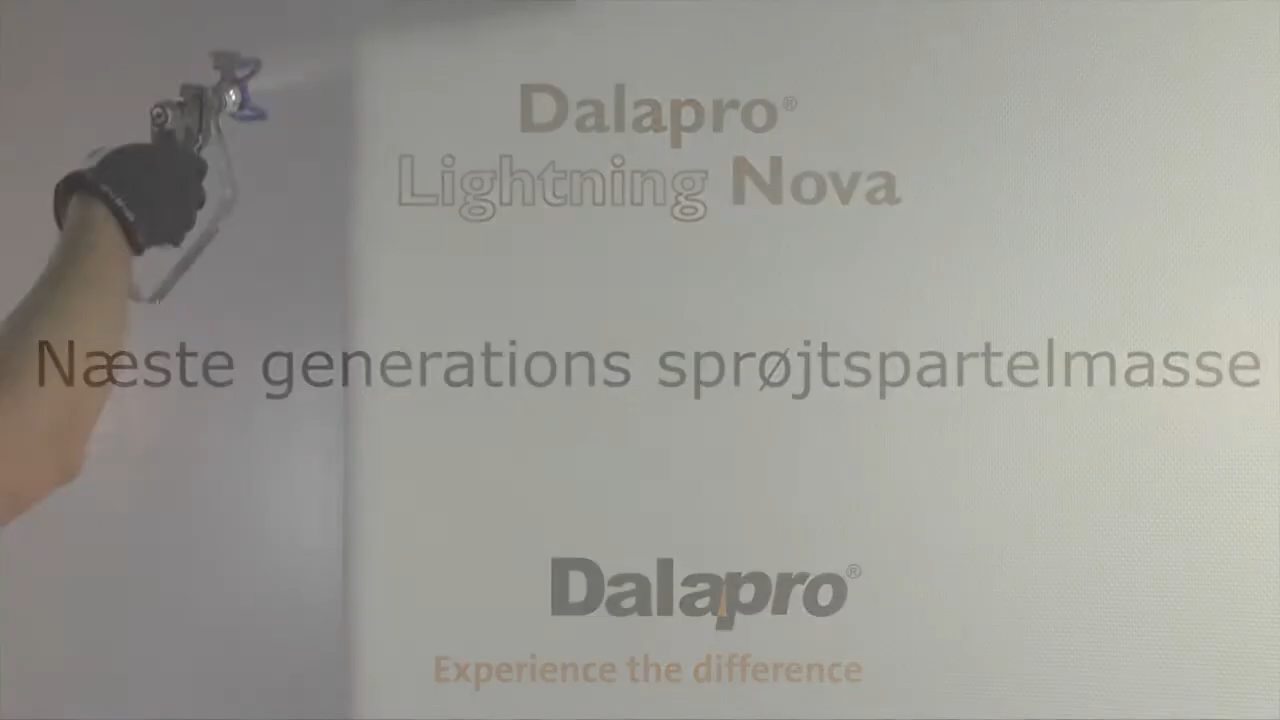 Dalapro®
Lightning Nova
Næste generations sprøjtspartelmasse
Dalapro®
Experience the difference